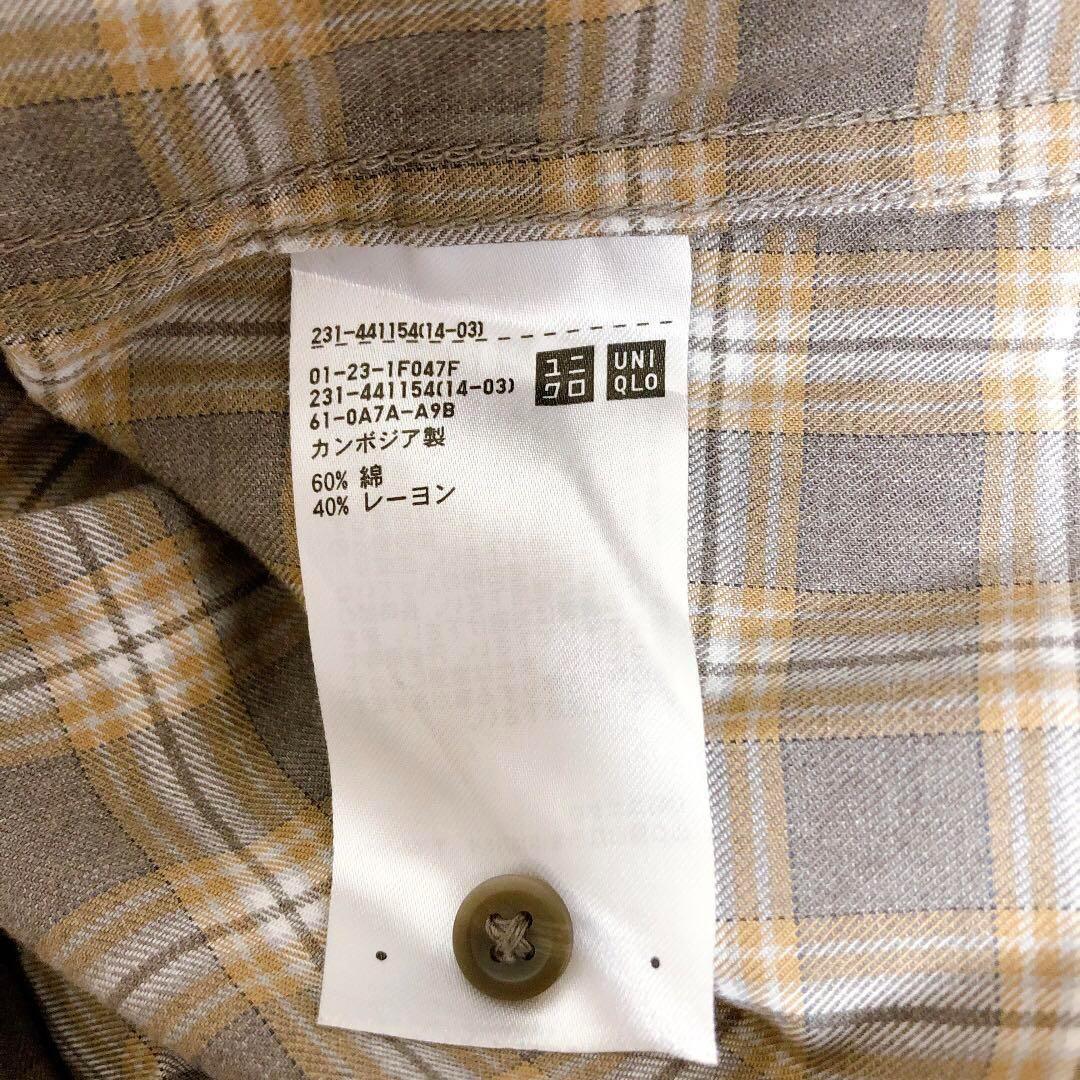 231-441154(14-03)
01-23-1F047F
231-441154(14-03)
61-0A7A-A9B
カンボジア製
60% 綿
40% レーヨン
ユニ
クロ
UNI
QLO